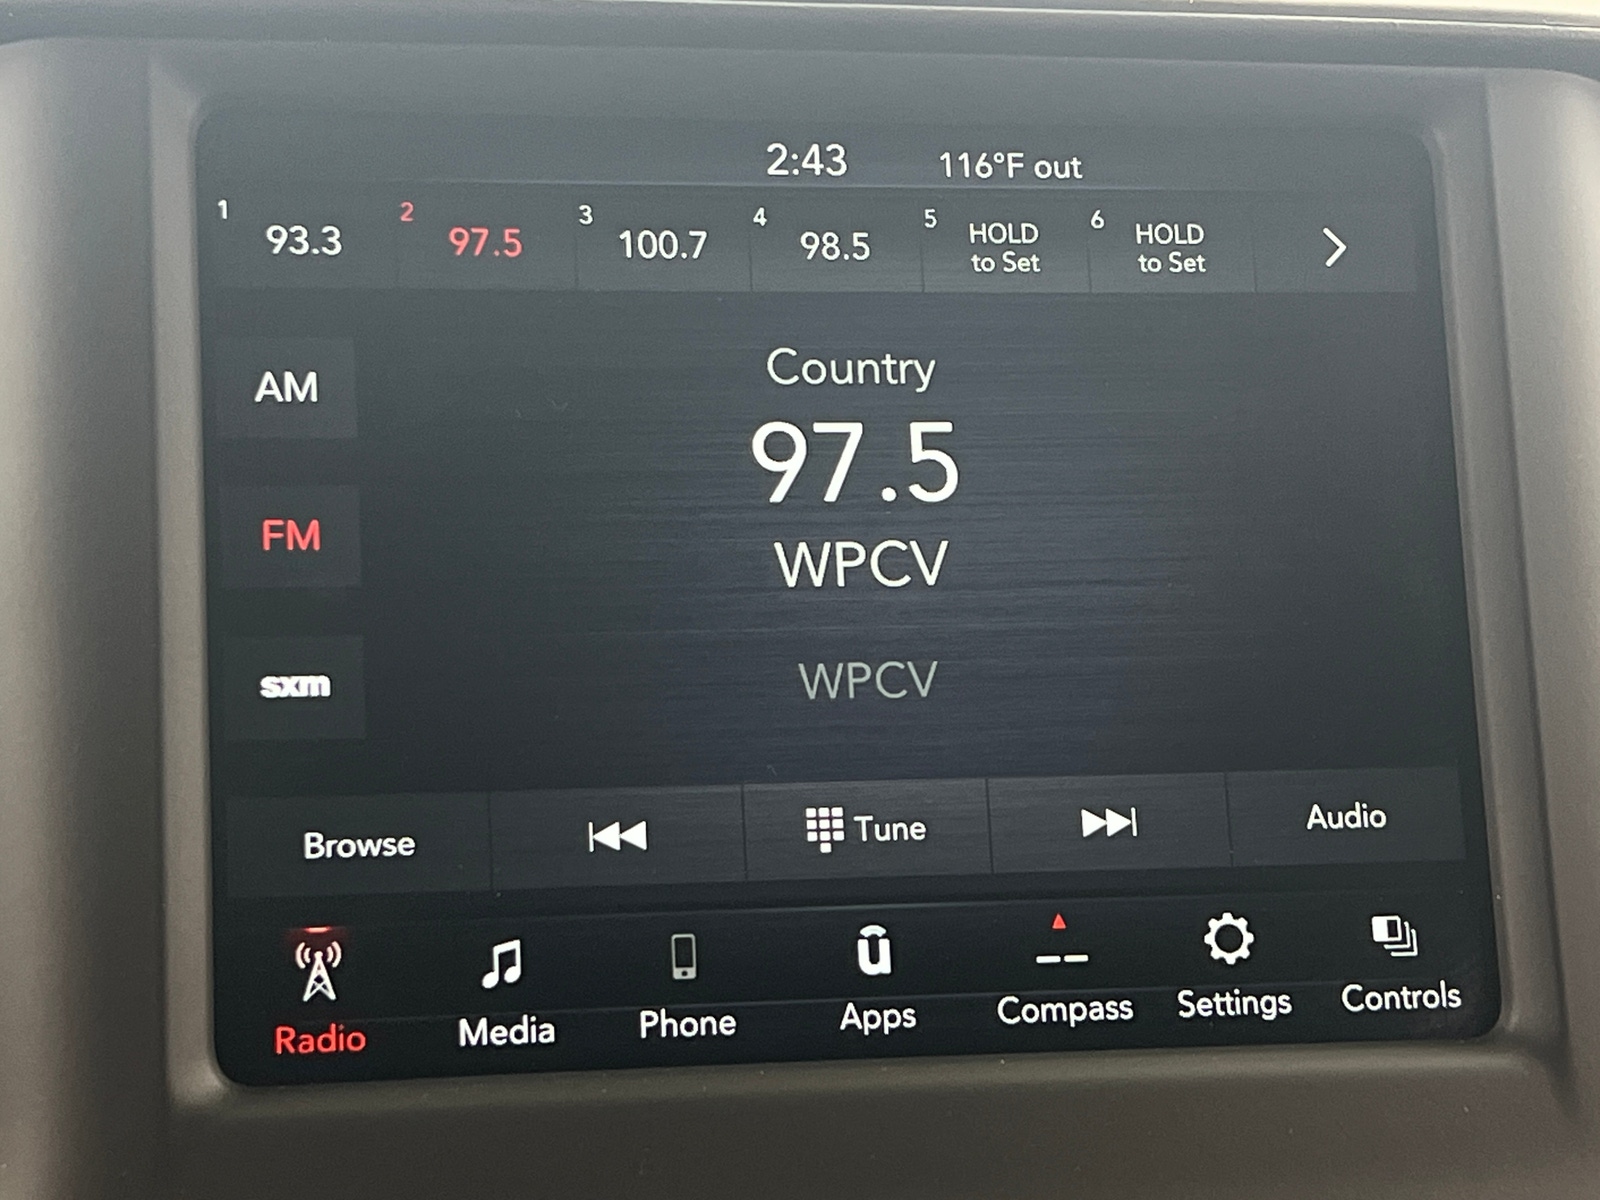 2:43 116°F out
1 93.3 2 97.5 3 100.7 4 98.5 5 HOLD to Set 6 HOLD to Set
AM
FM
sxm
Country
97.5
WPCV
WPCV
Browse Tune Audio
Radio Media Phone Apps Compass Settings Controls